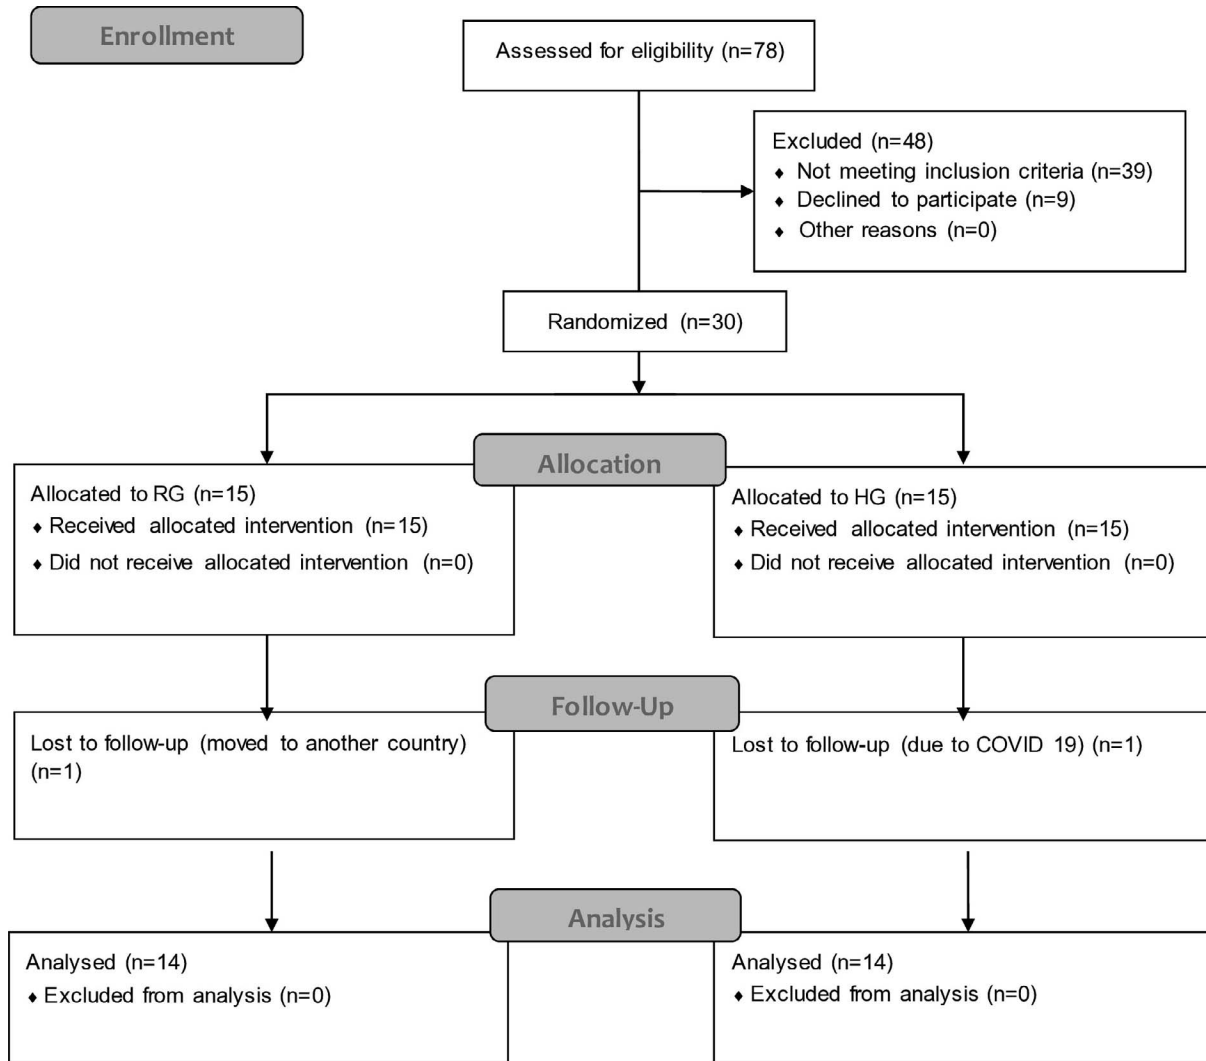 Enrollment
Assessed for eligibility (n=78)
Excluded (n=48)
♦ Not meeting inclusion criteria (n=39)
♦ Declined to participate (n=9)
♦ Other reasons (n=0)
Randomized (n=30)
Allocation
Allocated to RG (n=15)
♦ Received allocated intervention (n=15)
♦ Did not receive allocated intervention (n=0)
Allocated to HG (n=15)
♦ Received allocated intervention (n=15)
♦ Did not receive allocated intervention (n=0)
Follow-Up
Lost to follow-up (moved to another country)
(n=1)
Lost to follow-up (due to COVID 19) (n=1)
Analysis
Analysed (n=14)
♦ Excluded from analysis (n=0)
Analysed (n=14)
♦ Excluded from analysis (n=0)